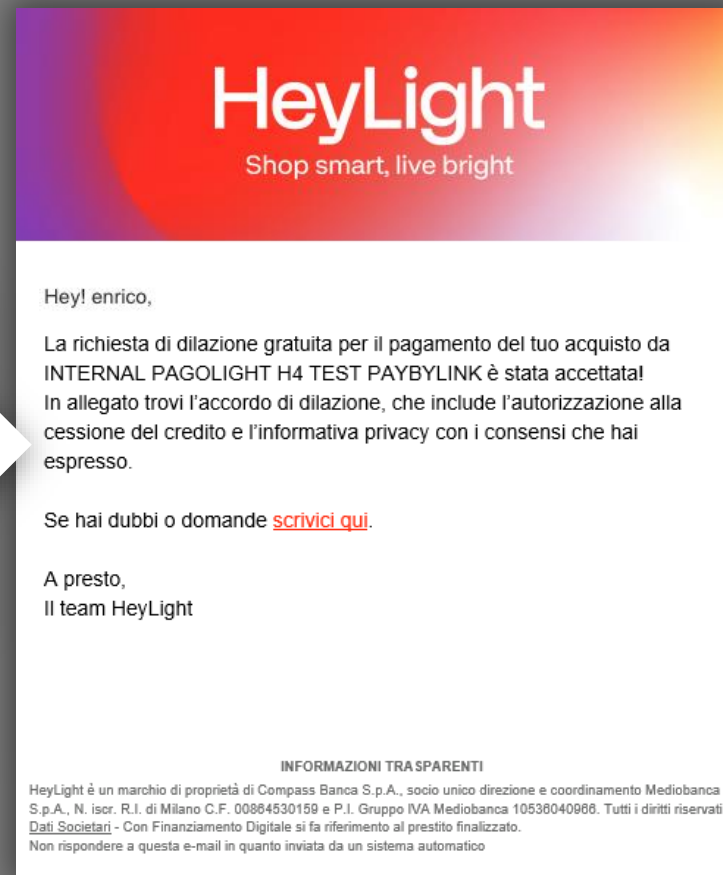 HeyLight
Shop smart, live bright
Hey! enrico,
La richiesta di dilazione gratuita per il pagamento del tuo acquisto da
INTERNAL PAGOLIGHT H4 TEST PAYBYLINK è stata accettata!
In allegato trovi l'accordo di dilazione, che include l'autorizzazione alla
cessione del credito e l'informativa privacy con i consensi che hai
espresso.
Se hai dubbi o domande scrivici qui.
A presto,
Il team HeyLight
INFORMAZIONI TRASPARENTI
HeyLight è un marchio di proprietà di Compass Banca S.p.A., socio unico direzione e coordinamento Mediobanca
S.p.A., N. iscr. R.I. di Milano C.F. 00864530159 e P.I. Gruppo IVA Mediobanca 10536040966. Tutti i diritti riservati
Dati Societari - Con Finanziamento Digitale si fa riferimento al prestito finalizzato.
Non rispondere a questa e-mail in quanto inviata da un sistema automatico